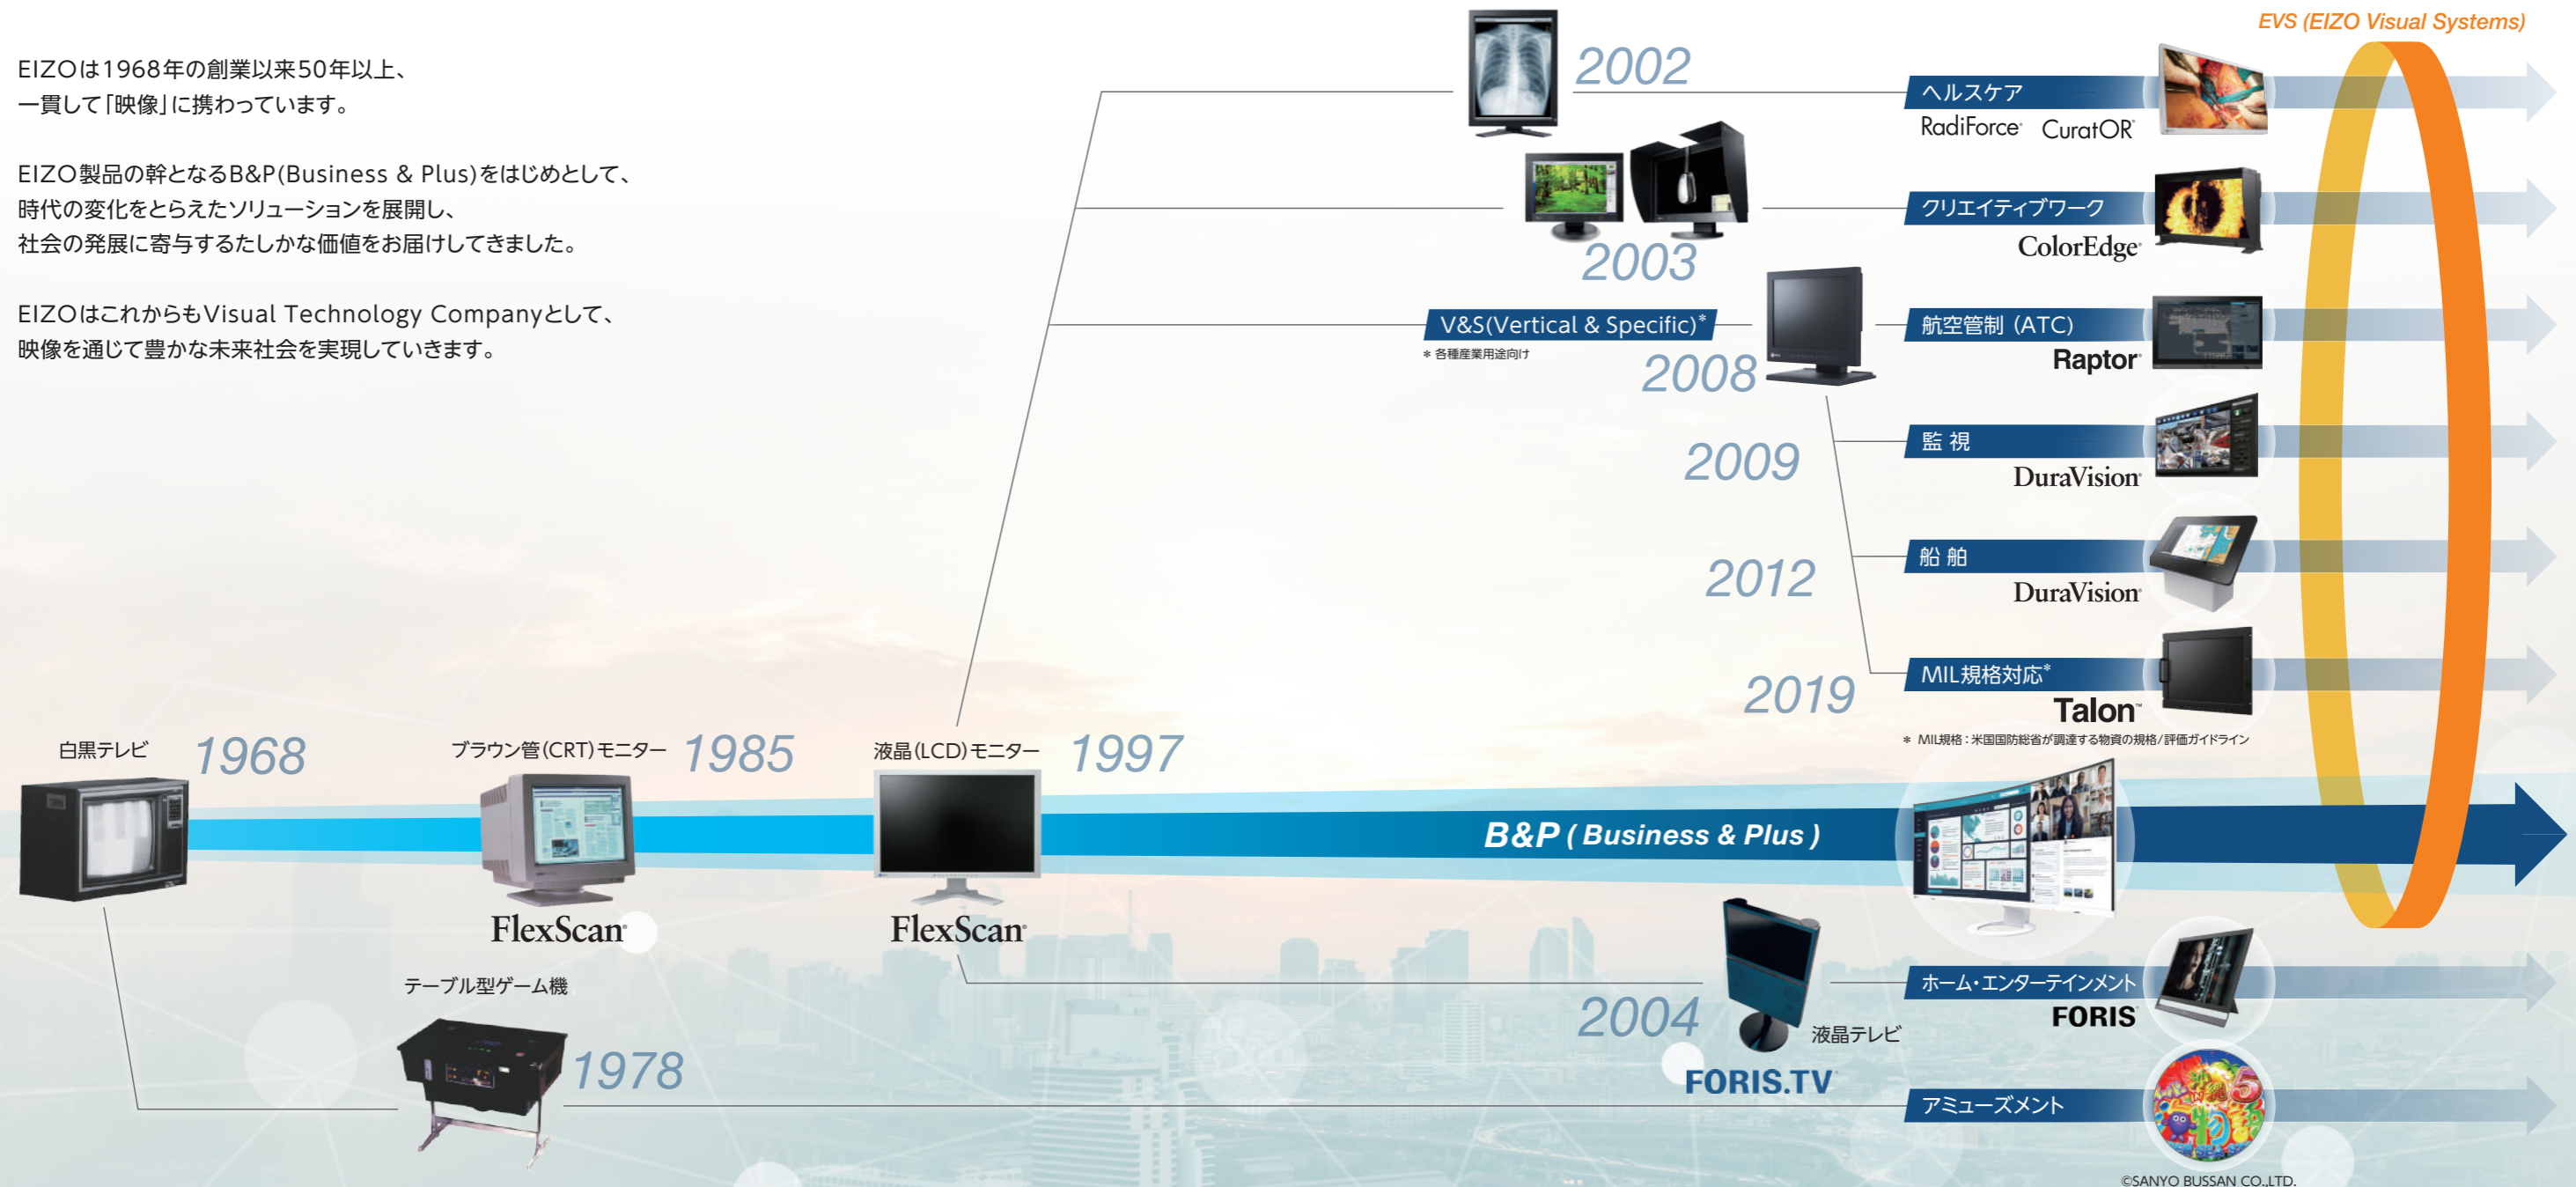 EIZOは1968年の創業以来50年以上、
一貫して「映像」に携わっています。
EIZO製品の幹となるB&P(Business & Plus)をはじめとして、
時代の変化をとらえたソリューションを展開し、
社会の発展に寄与するたしかな価値をお届けしてきました。
EIZOはこれからもVisual Technology Companyとして、
映像を通じて豊かな未来社会を実現していきます。
EVS (EIZO Visual Systems)
2002
ヘルスケア
RadiForce® CuratOR®
2003
クリエイティブワーク
ColorEdge®
V&S(Vertical & Specific)*
* 各種産業用途向け
2008
航空管制 (ATC)
Raptor®
2009
監 視
DuraVision®
2012
船 舶
DuraVision®
2019
MIL規格対応*
Talon™
* MIL規格:米国国防総省が調達する物資の規格/評価ガイドライン
白黒テレビ 1968
ブラウン管(CRT)モニター 1985
FlexScan®
液晶(LCD)モニター 1997
FlexScan®
B&P ( Business & Plus )
テーブル型ゲーム機
1978
2004
液晶テレビ
FORIS.TV®
ホーム・エンターテインメント
FORIS®
アミューズメント
©SANYO BUSSAN CO.,LTD.